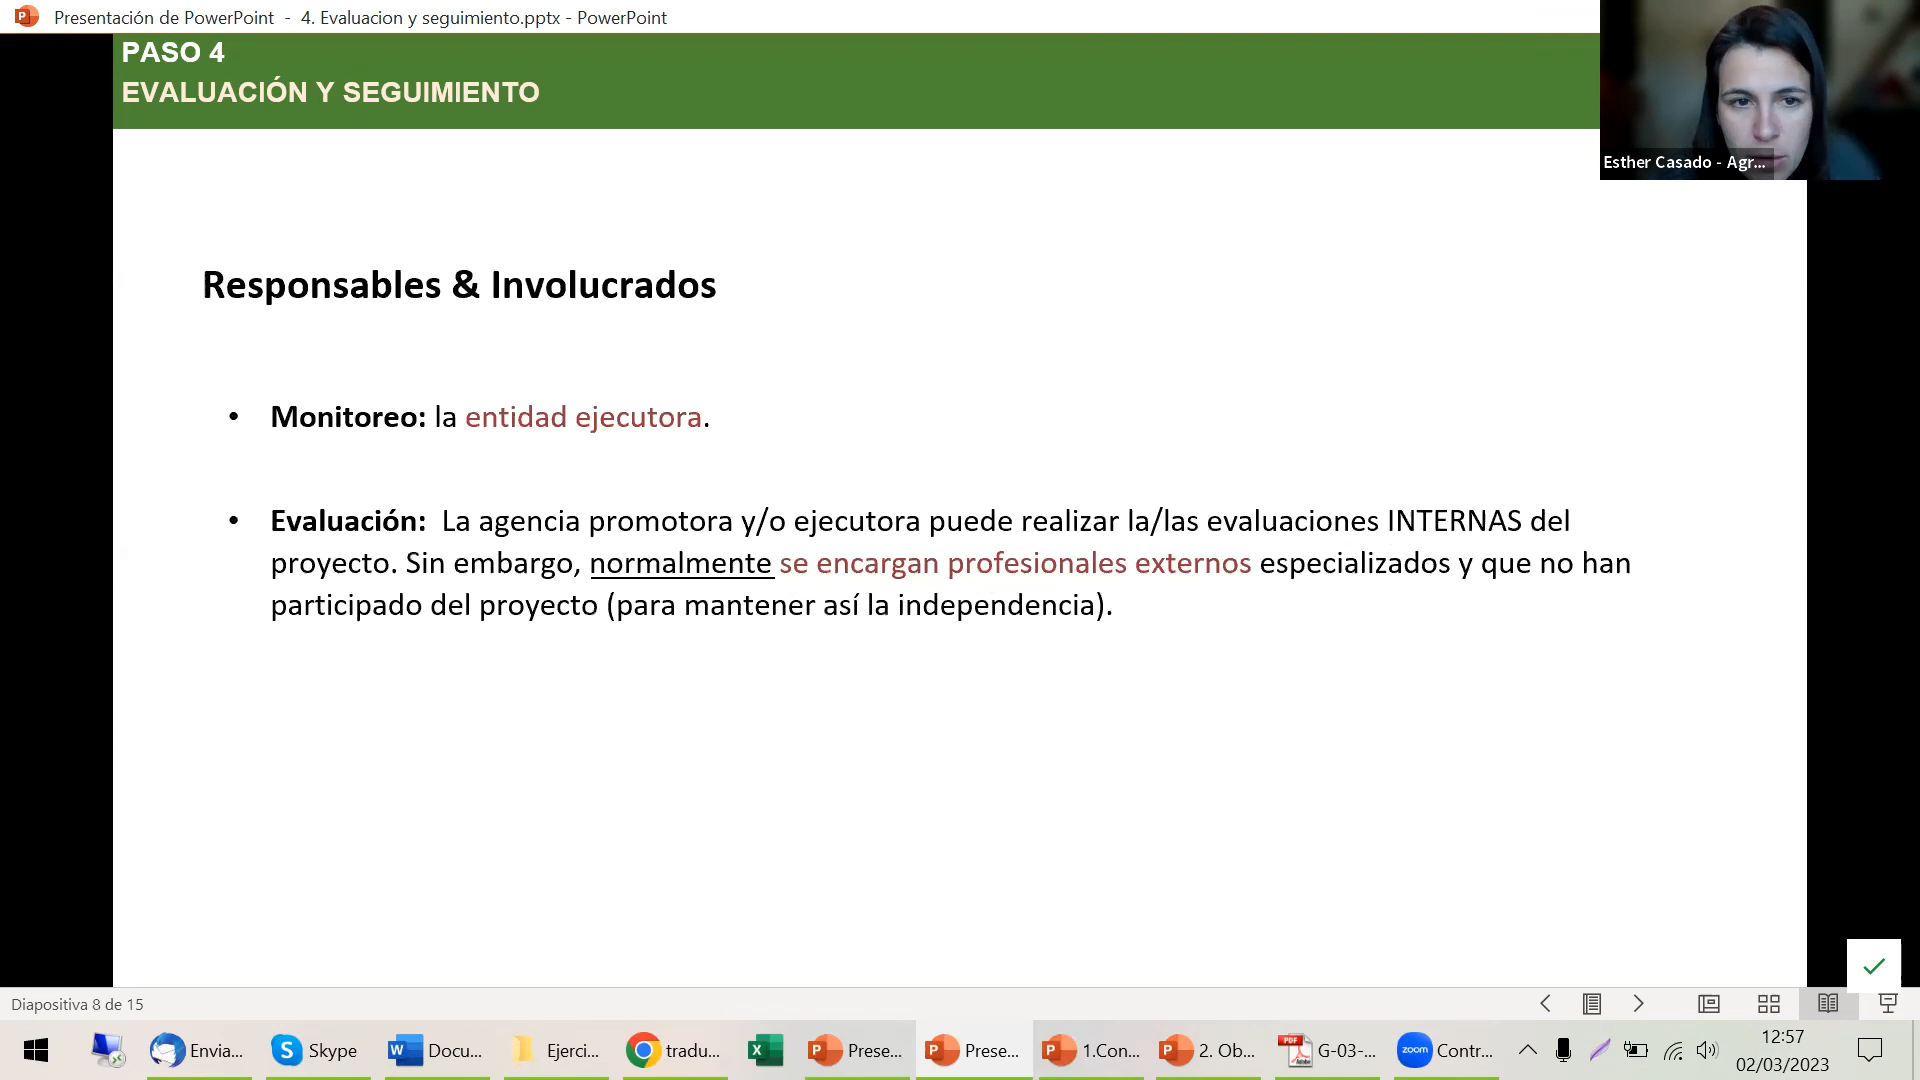 Presentación de PowerPoint - 4. Evaluacion y seguimiento.pptx - PowerPoint
PASO 4
EVALUACIÓN Y SEGUIMIENTO
Esther Casado - Agr...
Responsables & Involucrados
• Monitoreo: la entidad ejecutora.
• Evaluación: La agencia promotora y/o ejecutora puede realizar la/las evaluaciones INTERNAS del
proyecto. Sin embargo, normalmente se encargan profesionales externos especializados y que no han
participado del proyecto (para mantener así la independencia).
Diapositiva 8 de 15
Envia... Skype Docu... Ejerci... tradu... Prese... Prese... 1.Con... 2. Ob... G-03-... zoom Contr... 12:57
02/03/2023